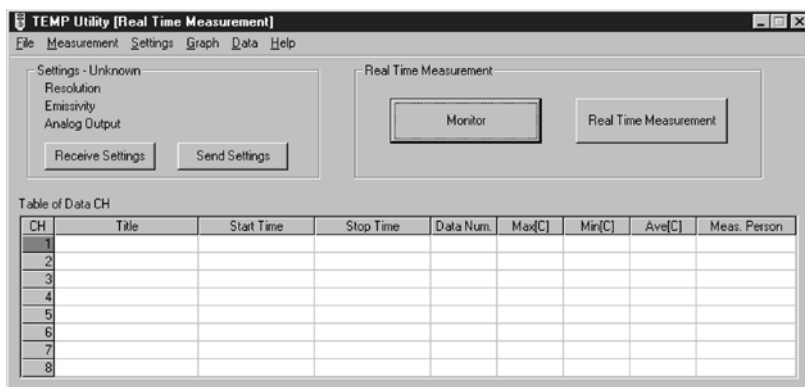 TEMP Utility [Real Time Measurement]
File Measurement Settings Graph Data Help
Settings - Unknown
Resolution
Emissivity
Analog Output
Receive Settings Send Settings
Real Time Measurement
Monitor Real Time Measurement
Table of Data CH
CH Title Start Time Stop Time Data Num. Max[C] Min[C] Ave[C] Meas. Person
1
2
3
4
5
6
7
8